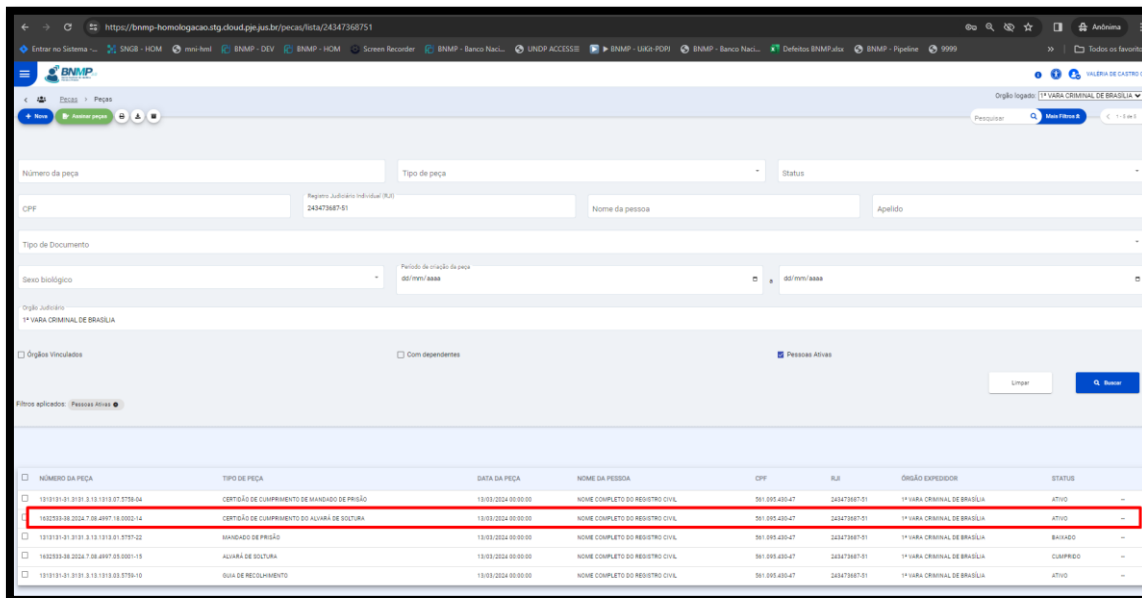 https://bnmp-homologacao.stg.cloud.pje.jus.br/pecas/lista/24347368751
Anônima
Entrar no Sistema -... SNGB - HOM mni-hml BNMP - DEV BNMP - HOM Screen Recorder BNMP - Banco Naci... UNDP ACCESS BNMP - UiKit-PDPJ BNMP - Banco Naci... Defeitos BNMP.xlsx BNMP - Pipeline 9999 » Todos os favorito
BNMP
VALÉRIA DE CASTRO
Peças > Peças
Orgão logado: 1ª VARA CRIMINAL DE BRASÍLIA
+ Nova Assinar peças Pesquisar Mais Filtros 1 - 5 de 5
Número da peça Tipo de peça Status
CPF Registro Judiciário Individual (RJI) Nome da pessoa Apelido
243473687-51
Tipo de Documento
Sexo biológico Período de criação da peça
dd/mm/aaaa a dd/mm/aaaa
Orgão Judiciário
1ª VARA CRIMINAL DE BRASÍLIA
Órgãos Vinculados Com dependentes Pessoas Ativas
Limpar Buscar
Filtros aplicados: Pessoas Ativas
NÚMERO DA PEÇA TIPO DE PEÇA DATA DA PEÇA NOME DA PESSOA CPF RJI ÓRGÃO EXPEDIDOR STATUS
1313131-31.3131.3.13.1313.07.5758-04 CERTIDÃO DE CUMPRIMENTO DE MANDADO DE PRISÃO 13/03/2024 00:00:00 NOME COMPLETO DO REGISTRO CIVIL 561.095.430-47 243473687-51 1ª VARA CRIMINAL DE BRASÍLIA ATIVO
1632533-38.2024.7.08.4997.18.0002-14 CERTIDÃO DE CUMPRIMENTO DO ALVARÁ DE SOLTURA 13/03/2024 00:00:00 NOME COMPLETO DO REGISTRO CIVIL 561.095.430-47 243473687-51 1ª VARA CRIMINAL DE BRASÍLIA ATIVO
1313131-31.3131.3.13.1313.01.5757-22 MANDADO DE PRISÃO 13/03/2024 00:00:00 NOME COMPLETO DO REGISTRO CIVIL 561.095.430-47 243473687-51 1ª VARA CRIMINAL DE BRASÍLIA BAIXADO
1632533-38.2024.7.08.4997.05.0001-15 ALVARÁ DE SOLTURA 13/03/2024 00:00:00 NOME COMPLETO DO REGISTRO CIVIL 561.095.430-47 243473687-51 1ª VARA CRIMINAL DE BRASÍLIA CUMPRIDO
1313131-31.3131.3.13.1313.03.5759-10 GUIA DE RECOLHIMENTO 13/03/2024 00:00:00 NOME COMPLETO DO REGISTRO CIVIL 561.095.430-47 243473687-51 1ª VARA CRIMINAL DE BRASÍLIA ATIVO